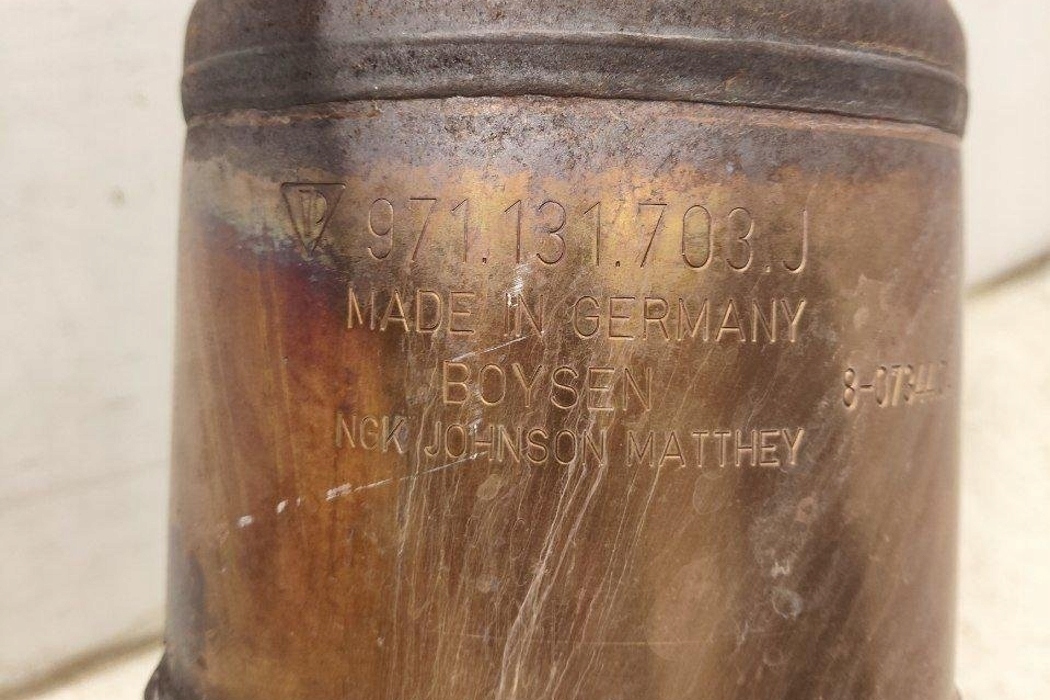 971.131.703.J
MADE IN GERMANY
BOYSEN
NGK JOHNSON MATTHEY